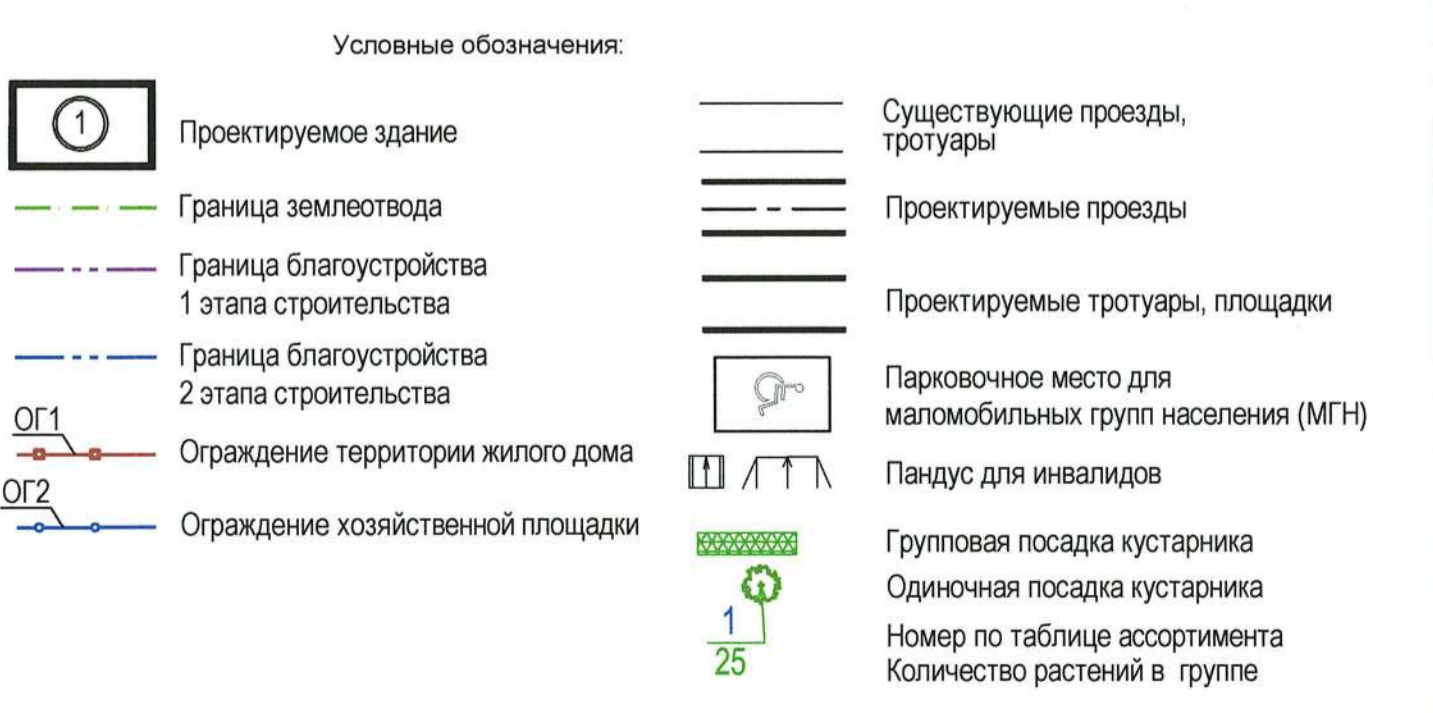 Условные обозначения:
1
Проектируемое здание
Граница землеотвода
Граница благоустройства
1 этапа строительства
Граница благоустройства
2 этапа строительства
ОГ1
Ограждение территории жилого дома
ОГ2
Ограждение хозяйственной площадки
Существующие проезды,
тротуары
Проектируемые проезды
Проектируемые тротуары, площадки
Парковочное место для
маломобильных групп населения (МГН)
Пандус для инвалидов
Групповая посадка кустарника
Одиночная посадка кустарника
1
Номер по таблице ассортимента
25
Количество растений в группе